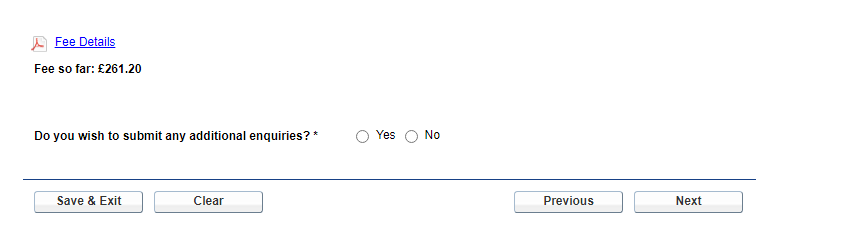 Fee Details
Fee so far: £261.20
Do you wish to submit any additional enquiries? * Yes No
Save & Exit Clear Previous Next